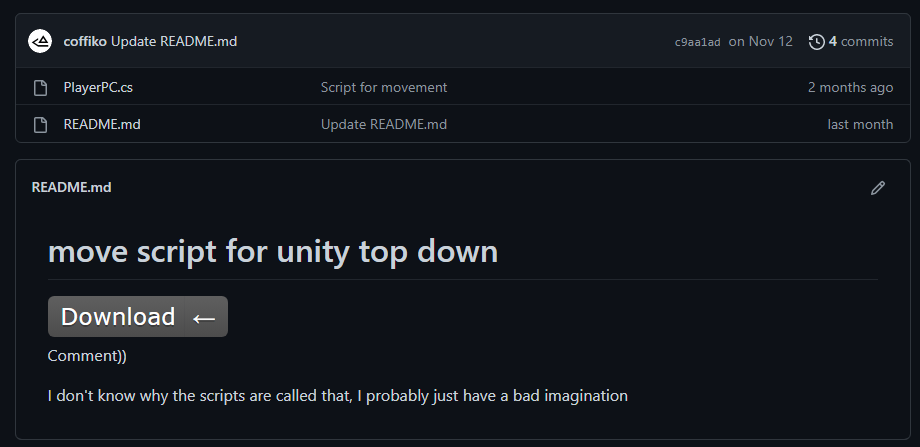 coffiko Update README.md c9aa1ad on Nov 12 4 commits
PlayerPC.cs Script for movement 2 months ago
README.md Update README.md last month
README.md
move script for unity top down
Download ←
Comment))
I don't know why the scripts are called that, I probably just have a bad imagination